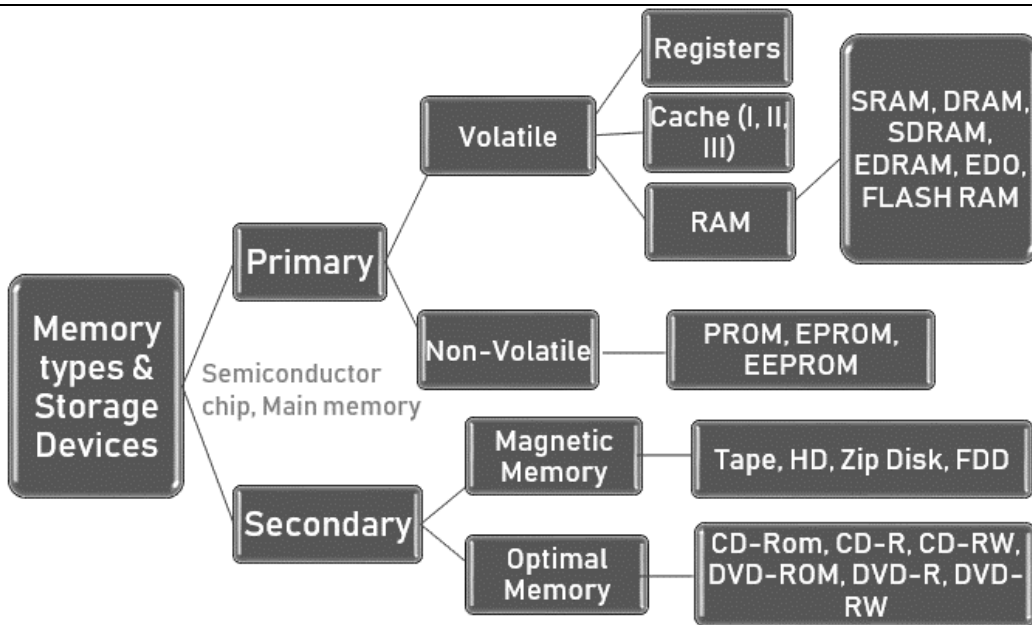 Memory
types &
Storage
Devices
Primary
Semiconductor
chip, Main memory
Secondary
Volatile
Non-Volatile
Magnetic
Memory
Optimal
Memory
Registers
Cache (I, II,
III)
RAM
SRAM, DRAM,
SDRAM,
EDRAM, EDO,
FLASH RAM
PROM, EPROM,
EEPROM
Tape, HD, Zip Disk, FDD
CD-Rom, CD-R, CD-RW,
DVD-ROM, DVD-R, DVD-
RW